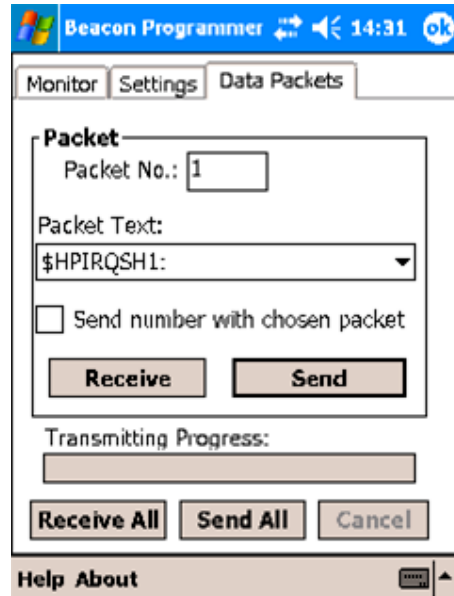 Beacon Programmer 14:31 ok
Monitor Settings Data Packets
Packet
Packet No.: 1
Packet Text:
$HPIRQSH1:
Send number with chosen packet
Receive Send
Transmitting Progress:
Receive All Send All Cancel
Help About